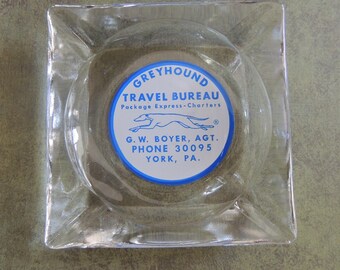 GREYHOUND
TRAVEL BUREAU
Package Express-Charters
®
G. W. BOYER, AGT.
PHONE 30095
YORK, PA.